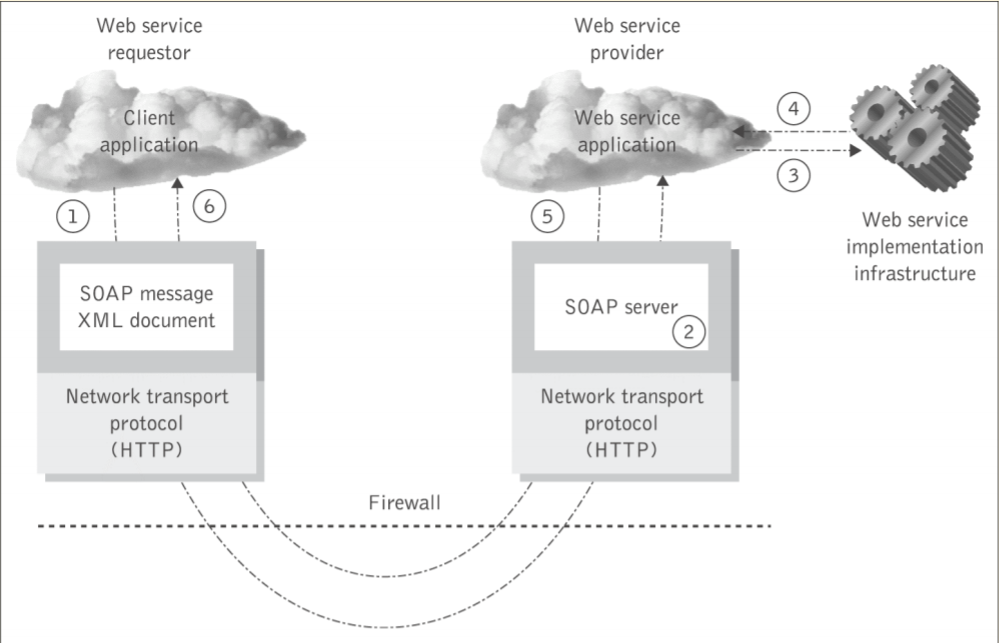 Web service
requestor
Client
application
1
6
SOAP message
XML document
Network transport
protocol
(HTTP)
Web service
provider
Web service
application
4
3
5
SOAP server
2
Network transport
protocol
(HTTP)
Web service
implementation
infrastructure
Firewall